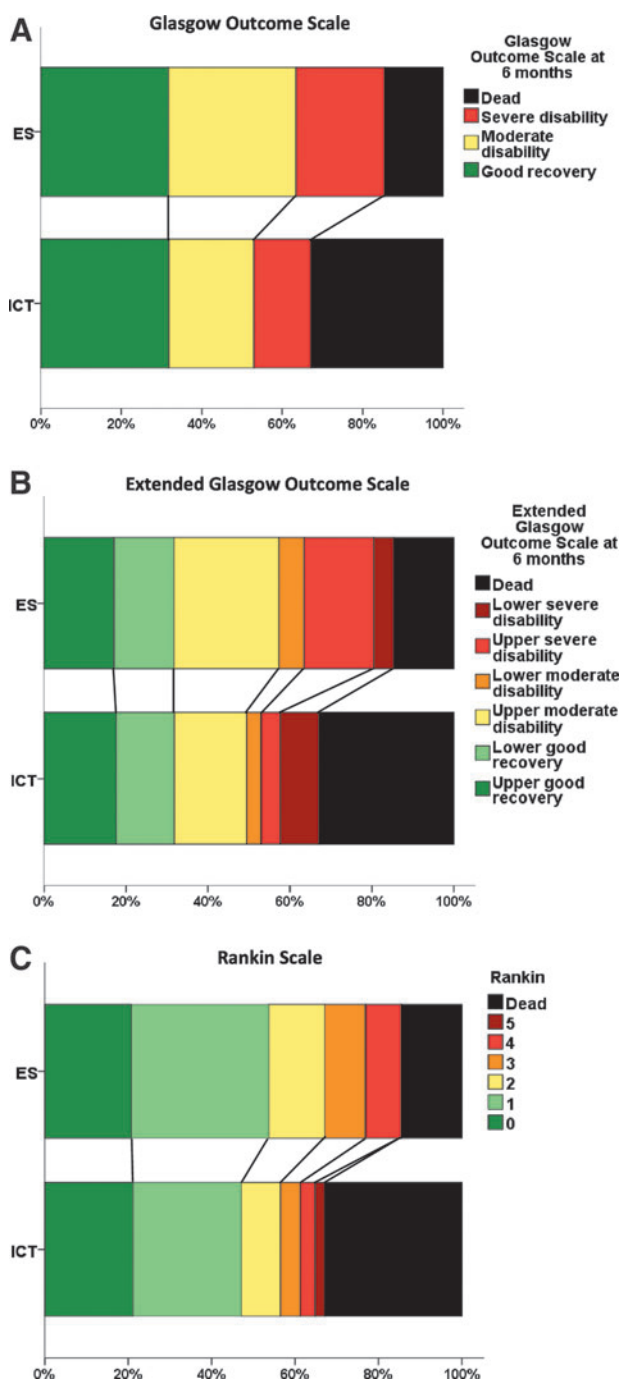 A
Glasgow Outcome Scale
Glasgow
Outcome Scale at
6 months
Dead
Severe disability
Moderate
disability
Good recovery
ES
ICT
0% 20% 40% 60% 80% 100%
B
Extended Glasgow Outcome Scale
Extended
Glasgow
Outcome Scale at
6 months
Dead
Lower severe
disability
Upper severe
disability
Lower moderate
disability
Upper moderate
disability
Lower good
recovery
Upper good
recovery
ES
ICT
0% 20% 40% 60% 80% 100%
C
Rankin Scale
Rankin
Dead
5
4
3
2
1
0
ES
ICT
0% 20% 40% 60% 80% 100%